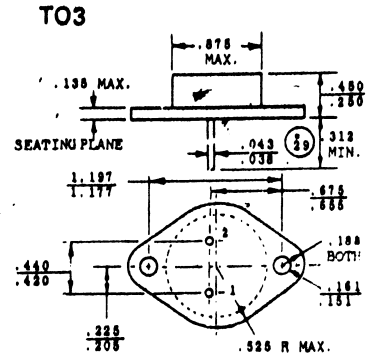 TO3
.875
MAX.
.135 MAX.
.450
.250
SEATING PLANE
.043
.038
29
.312
MIN.
1.197
1.177
.675
.655
2
.188
BOTH
.440
.420
1
.161
.151
.225
.205
.525 R MAX.